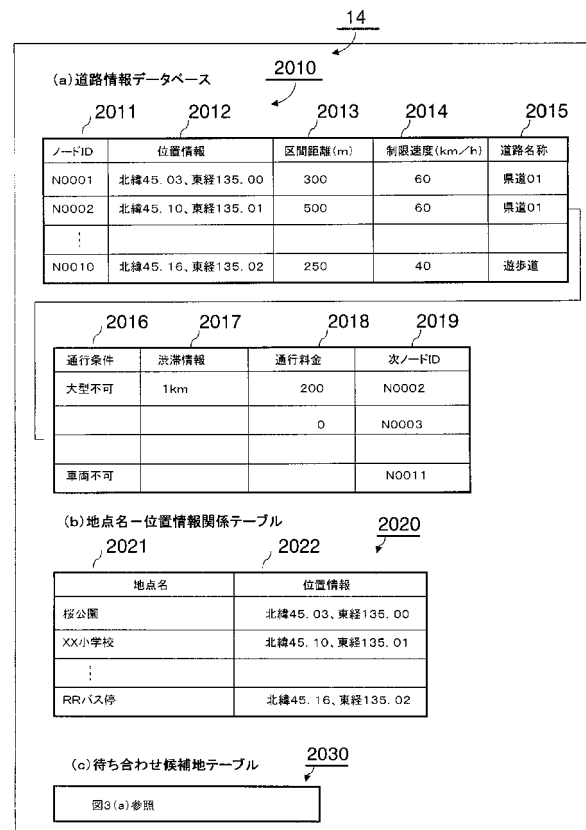 14
(a)道路情報データベース
2010
2011 2012 2013 2014 2015
ノードID 位置情報 区間距離(m) 制限速度(km/h) 道路名称
N0001 北緯45.03、東経135.00 300 60 県道01
N0002 北緯45.10、東経135.01 500 60 県道01
N0010 北緯45.16、東経135.02 250 40 遊歩道
2016 2017 2018 2019
通行条件 渋滞情報 通行料金 次ノードID
大型不可 1km 200 N0002
0 N0003
車両不可 N0011
(b)地点名ー位置情報関係テーブル
2020
2021 2022
地点名 位置情報
桜公園 北緯45.03、東経135.00
XX小学校 北緯45.10、東経135.01
RRバス停 北緯45.16、東経135.02
(c)待ち合わせ候補地テーブル
2030
図3(a)参照